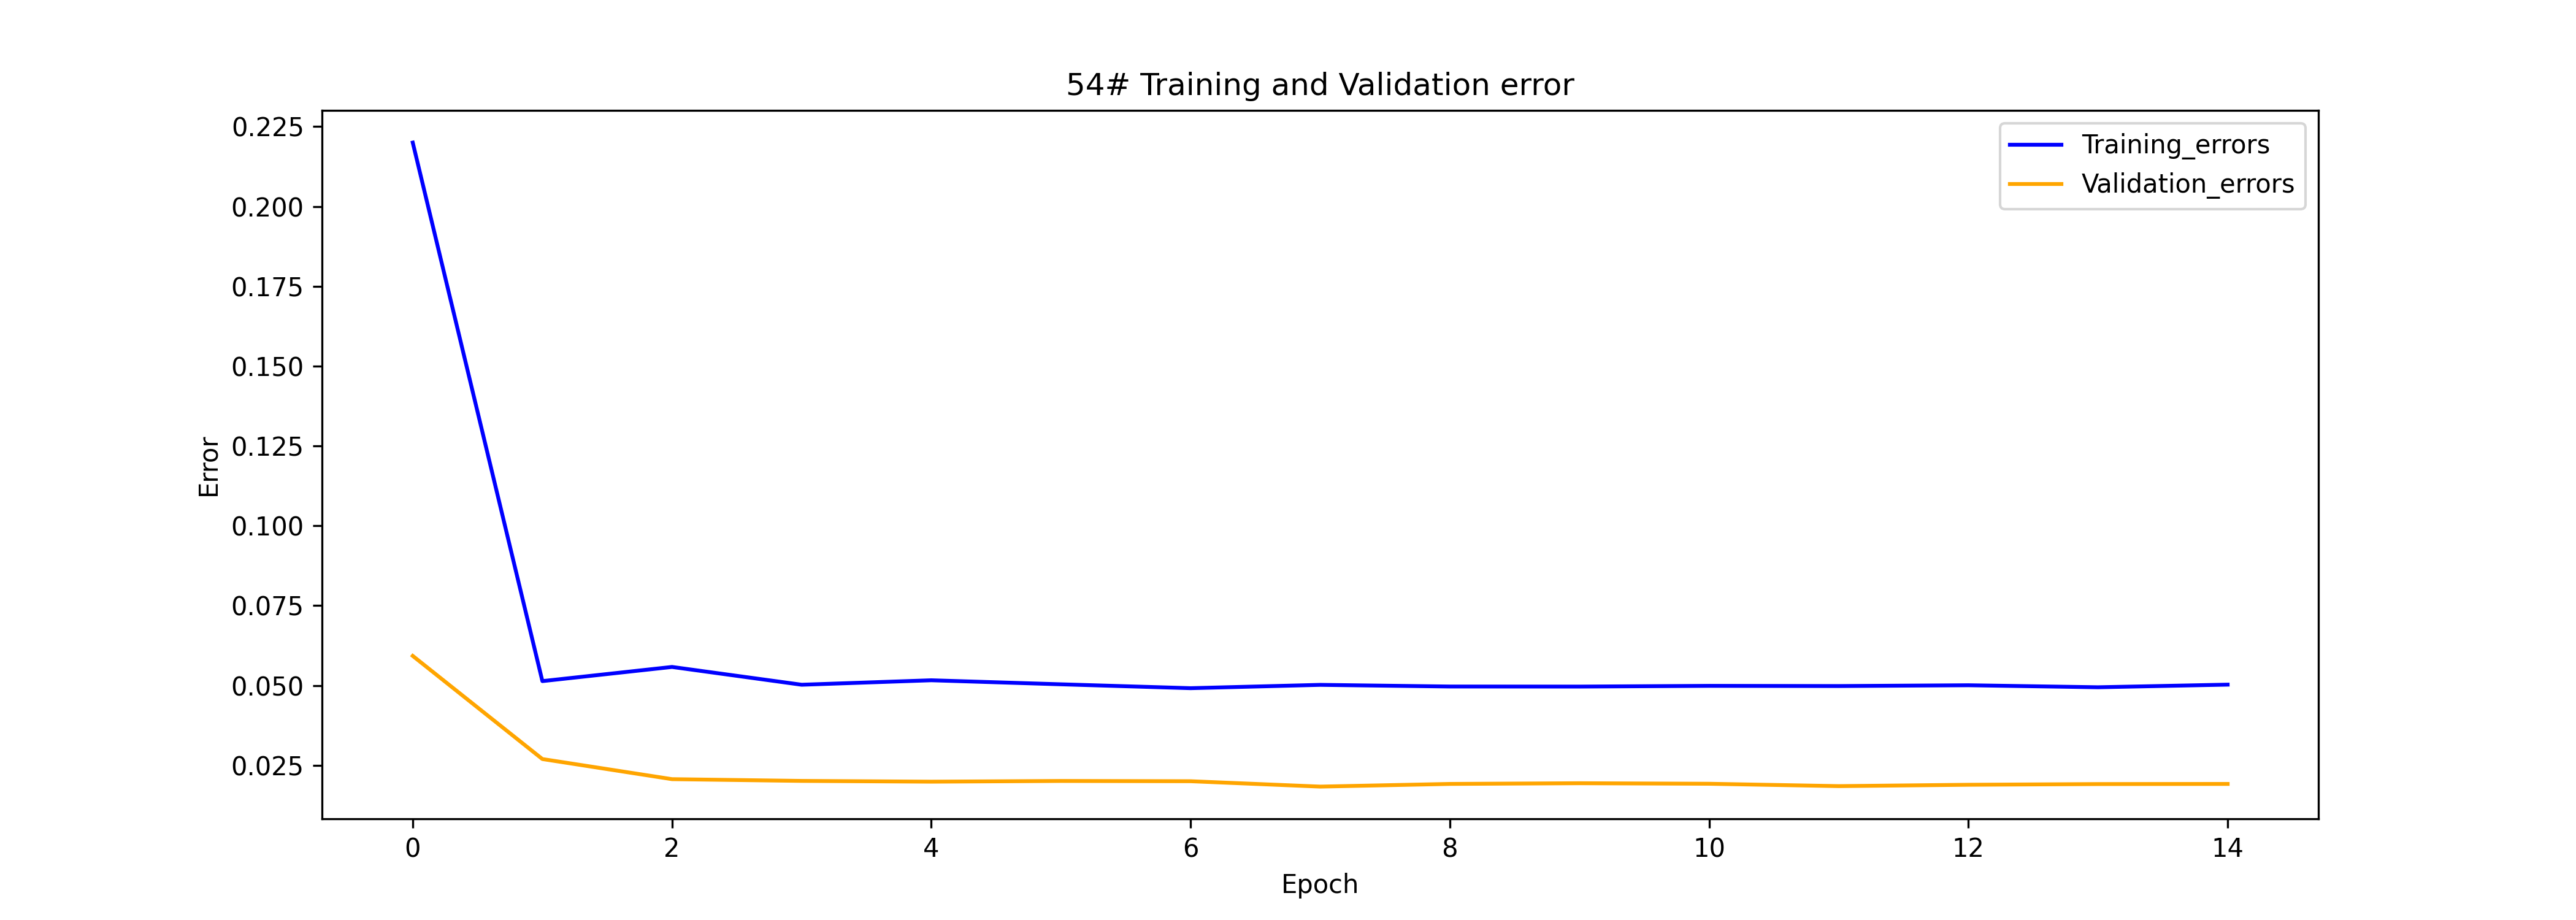 54# Training and Validation error
Training_errors
Validation_errors
0.225
0.200
0.175
0.150
0.125
0.100
0.075
0.050
0.025
Error
0 2 4 6 8 10 12 14
Epoch